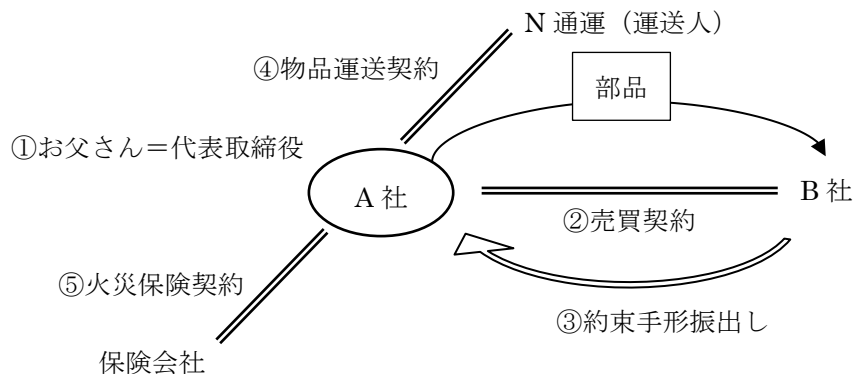 N 通運（運送人）
④物品運送契約
部品
①お父さん＝代表取締役
A 社
B 社
②売買契約
⑤火災保険契約
③約束手形振出し
保険会社